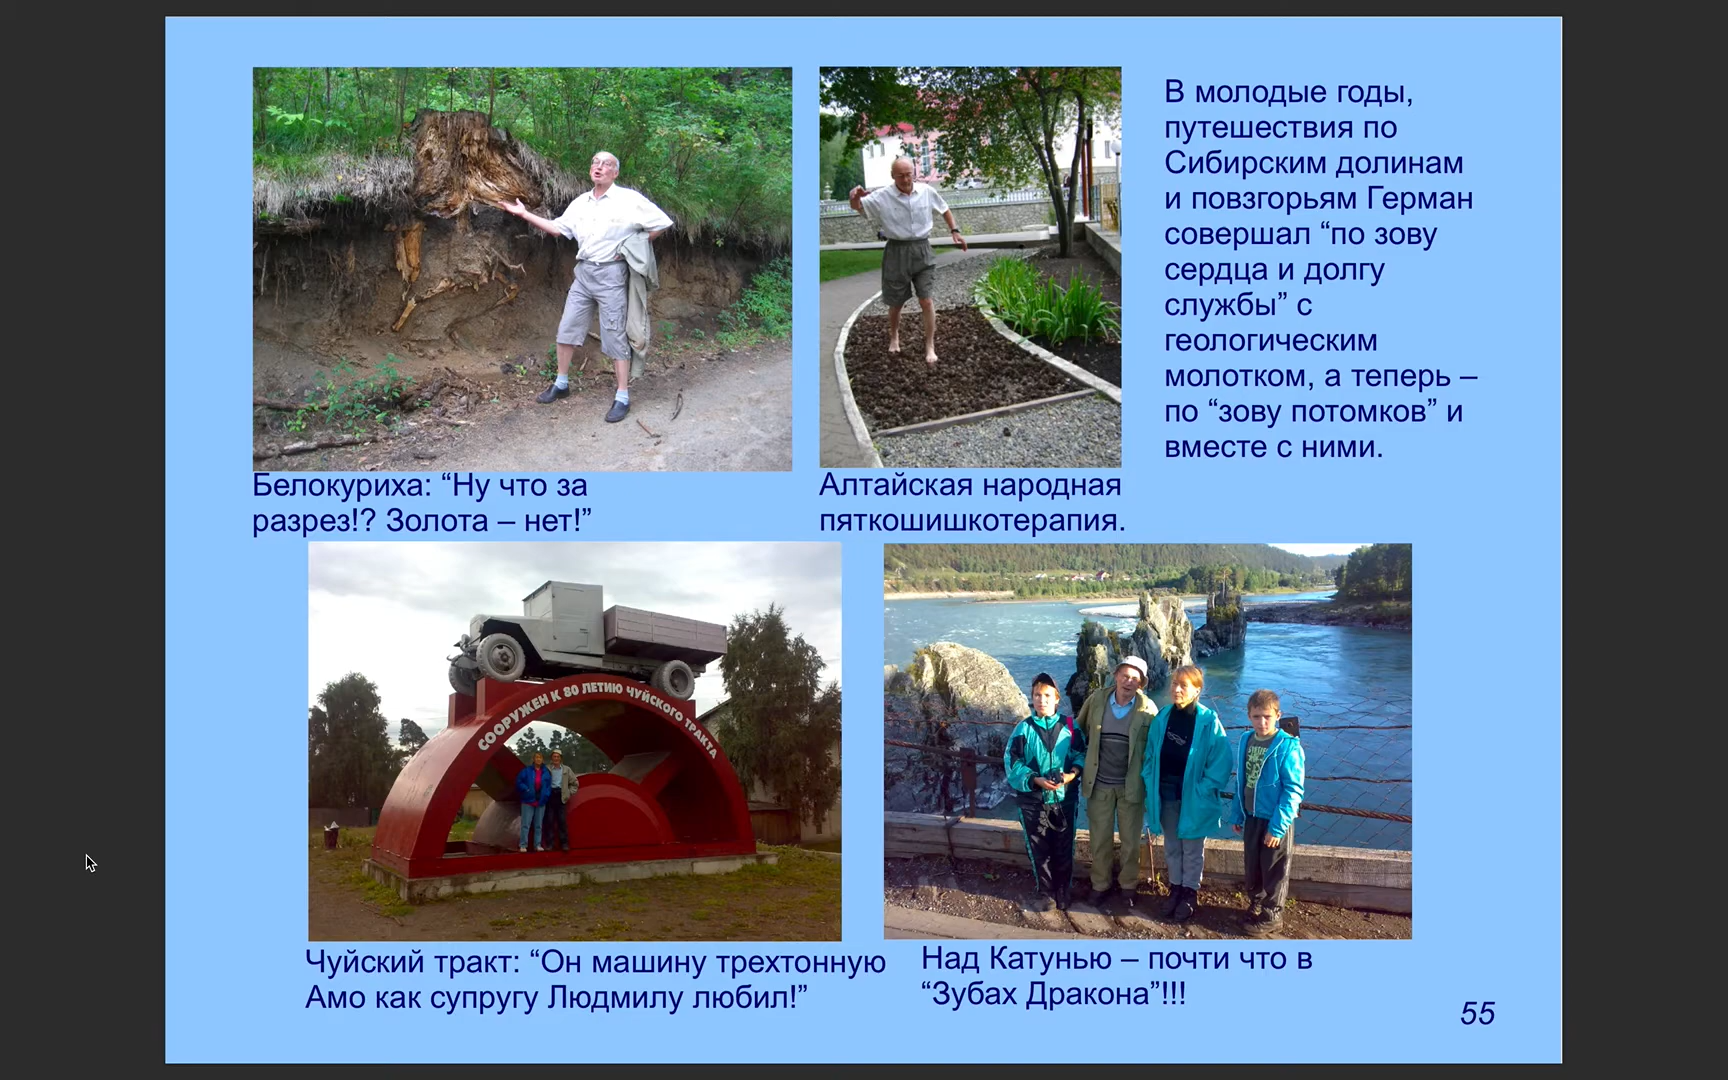 В молодые годы,
путешествия по
Сибирским долинам
и повзгорьям Герман
совершал “по зову
сердца и долгу
службы” с
геологическим
молотком, а теперь –
по “зову потомков” и
вместе с ними.
Белокуриха: “Ну что за
разрез!? Золота – нет!”
Алтайская народная
пяткошишкотерапия.
СООРУЖЕН К 80 ЛЕТИЮ ЧУЙСКОГО ТРАКТА
Чуйский тракт: “Он машину трехтонную
Амо как супругу Людмилу любил!”
Над Катунью – почти что в
“Зубах Дракона”!!!
55